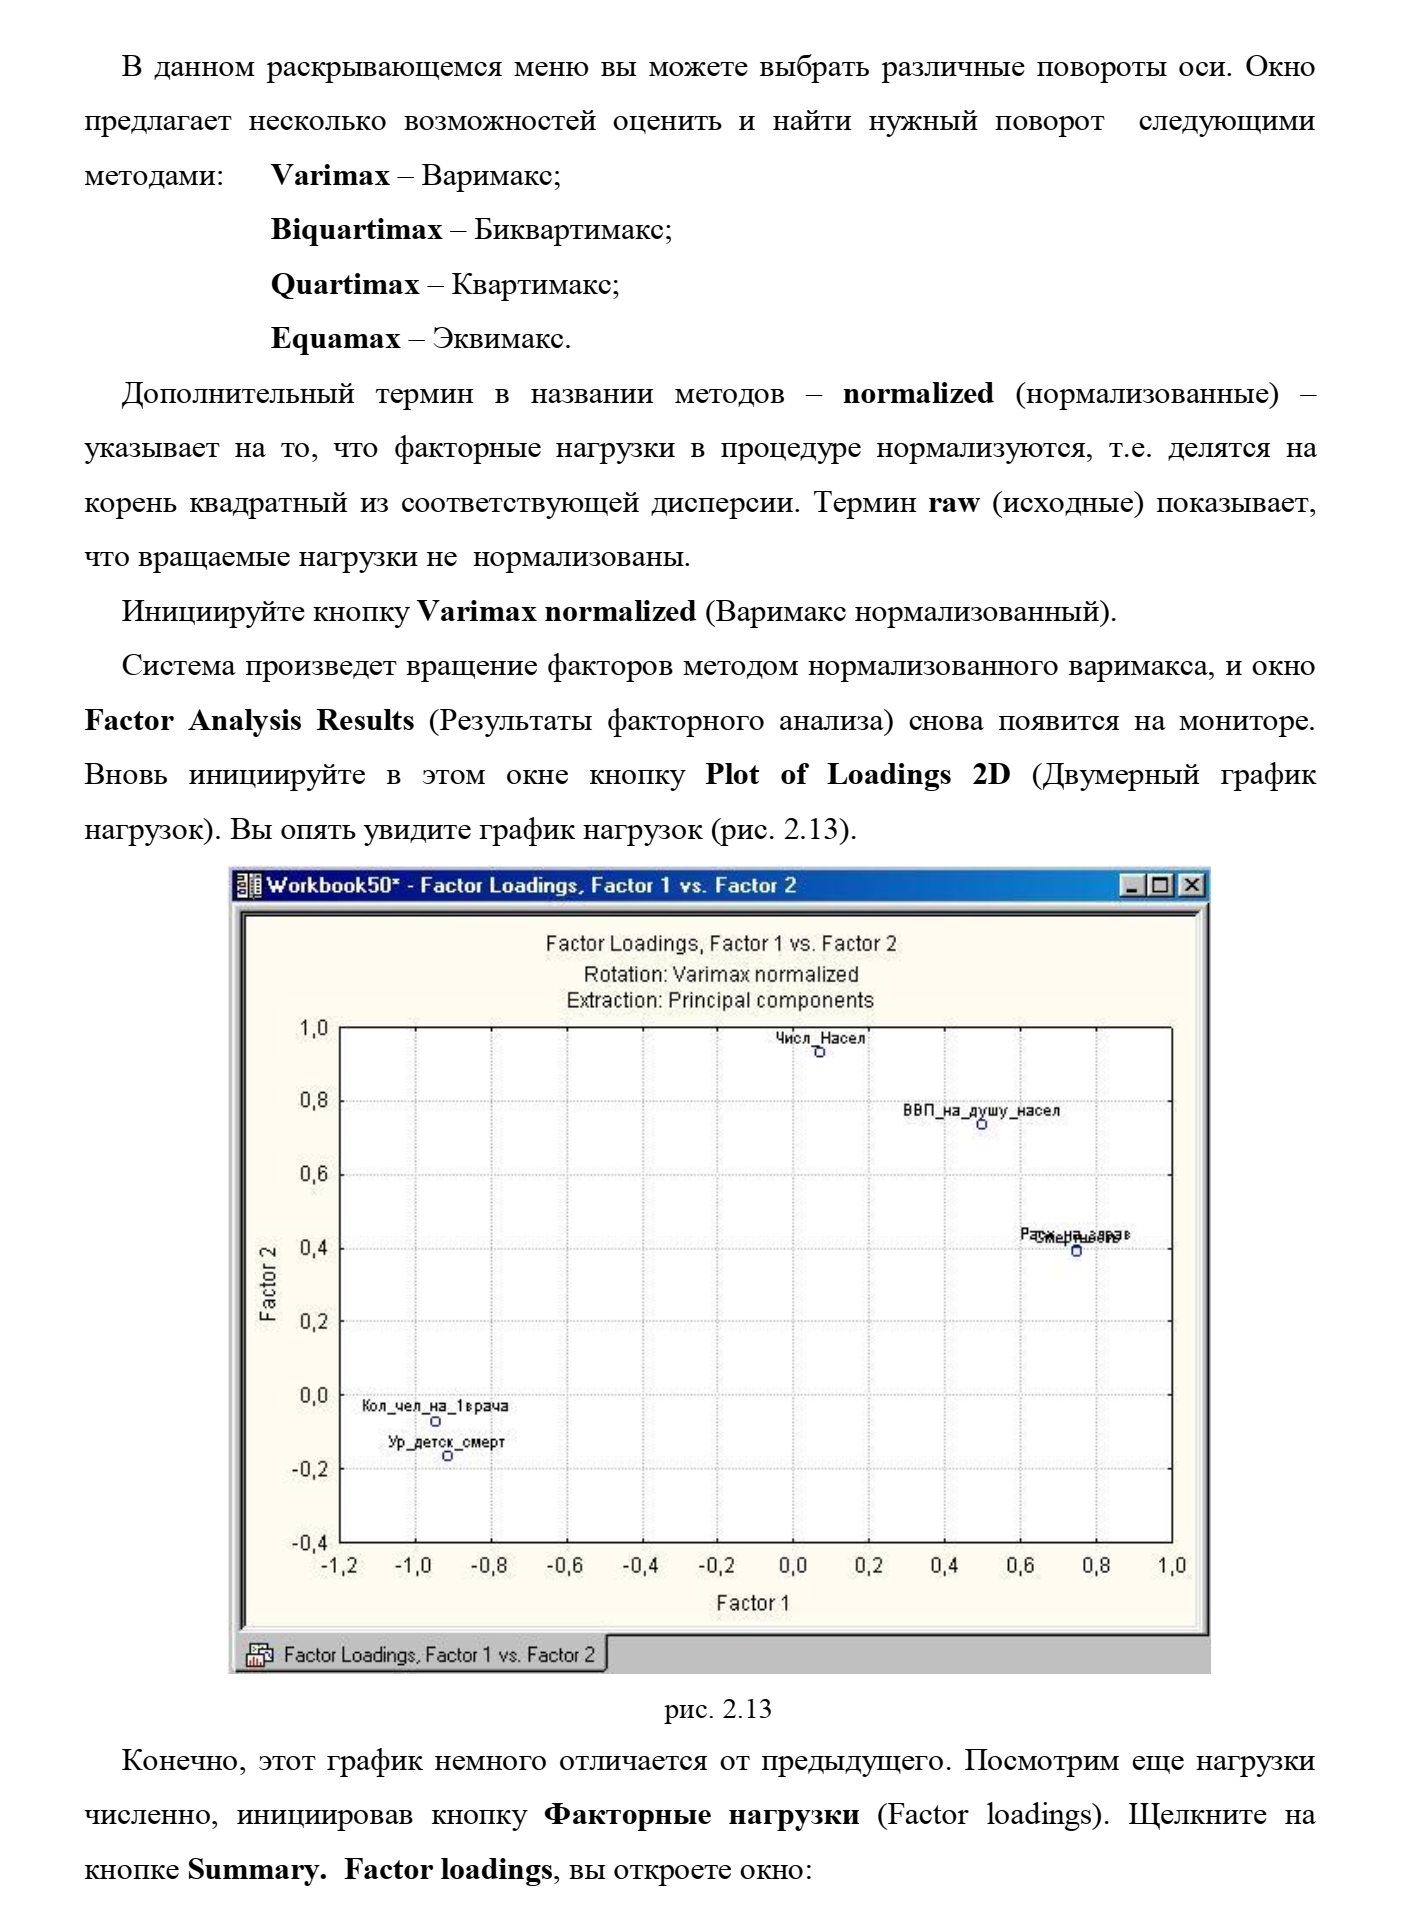 В данном раскрывающемся меню вы можете выбрать различные повороты оси. Окно
предлагает несколько возможностей оценить и найти нужный поворот следующими
методами: Varimax – Варимакс;
Biquartimax – Биквартимакс;
Quartimax – Квартимакс;
Equamax – Эквимакс.
Дополнительный термин в названии методов – normalized (нормализованные) –
указывает на то, что факторные нагрузки в процедуре нормализуются, т.е. делятся на
корень квадратный из соответствующей дисперсии. Термин raw (исходные) показывает,
что вращаемые нагрузки не нормализованы.
Инициируйте кнопку Varimax normalized (Варимакс нормализованный).
Система произведет вращение факторов методом нормализованного варимакса, и окно
Factor Analysis Results (Результаты факторного анализа) снова появится на мониторе.
Вновь инициируйте в этом окне кнопку Plot of Loadings 2D (Двумерный график
нагрузок). Вы опять увидите график нагрузок (рис. 2.13).
Workbook50* - Factor Loadings, Factor 1 vs. Factor 2
Factor Loadings, Factor 1 vs. Factor 2
Rotation: Varimax normalized
Extraction: Principal components
1,0
Числ_Насел
0,8
ВВП_на_душу_насел
0,6
Расх_на_здрав
Смертность
0,4
Factor 2
0,2
0,0
Кол_чел_на_1врача
Ур_детск_смерт
-0,2
-0,4
-1,2 -1,0 -0,8 -0,6 -0,4 -0,2 0,0 0,2 0,4 0,6 0,8 1,0
Factor 1
Factor Loadings, Factor 1 vs. Factor 2
рис. 2.13
Конечно, этот график немного отличается от предыдущего. Посмотрим еще нагрузки
численно, инициировав кнопку Факторные нагрузки (Factor loadings). Щелкните на
кнопке Summary. Factor loadings, вы откроете окно: